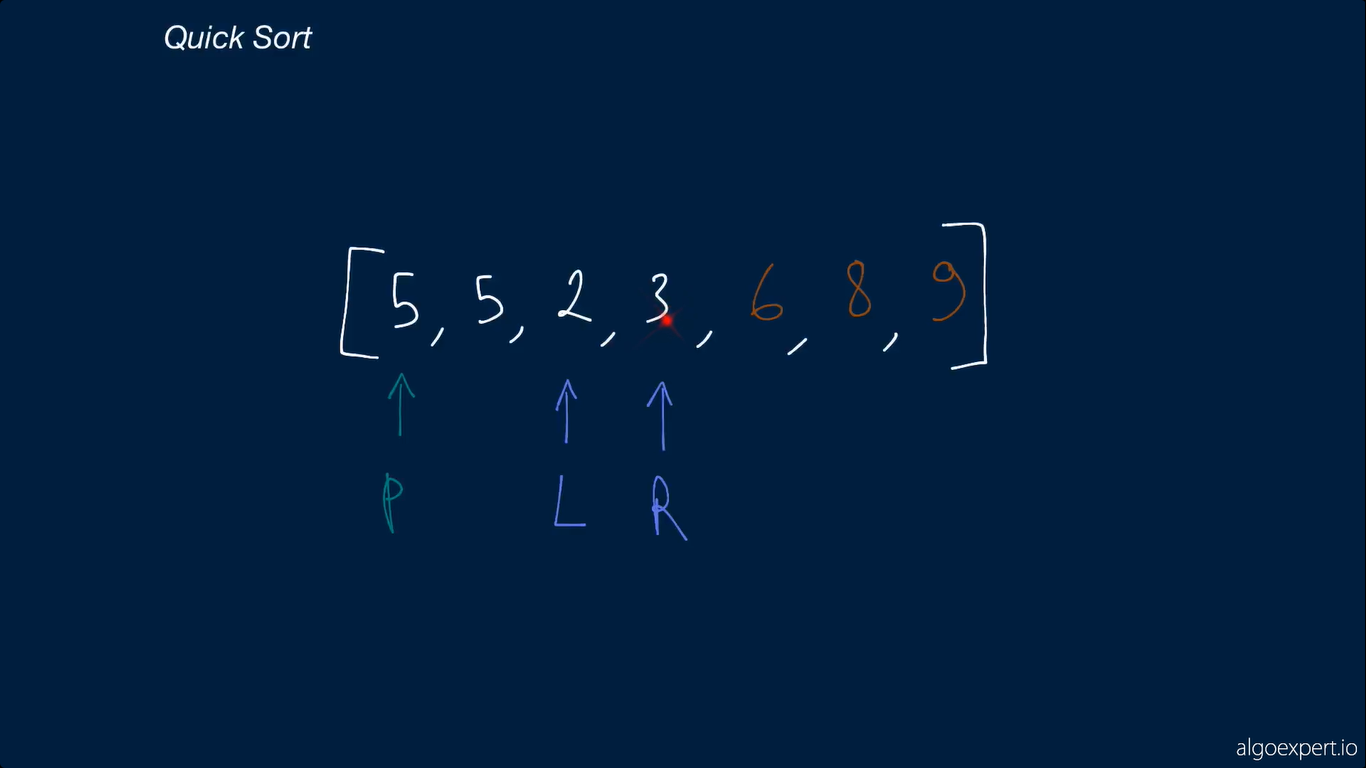 Quick Sort
[5, 5, 2, 3, 6, 8, 9]
P L R
algoexpert.io